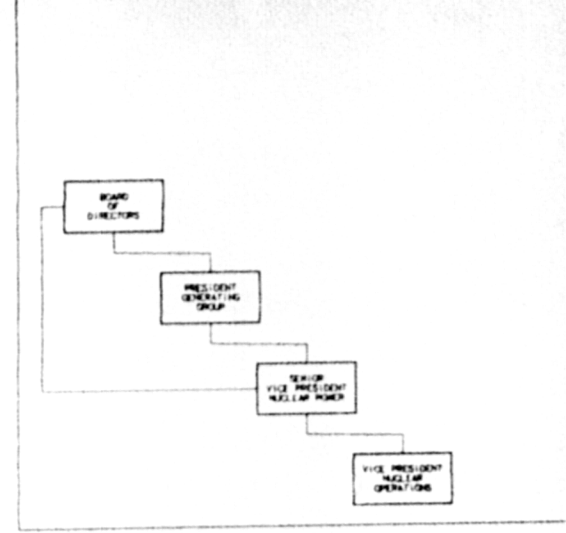 BOARD
OF
DIRECTORS
PRESIDENT
GENERATING
GROUP
SENIOR
VICE PRESIDENT
NUCLEAR POWER
VICE PRESIDENT
NUCLEAR
OPERATIONS